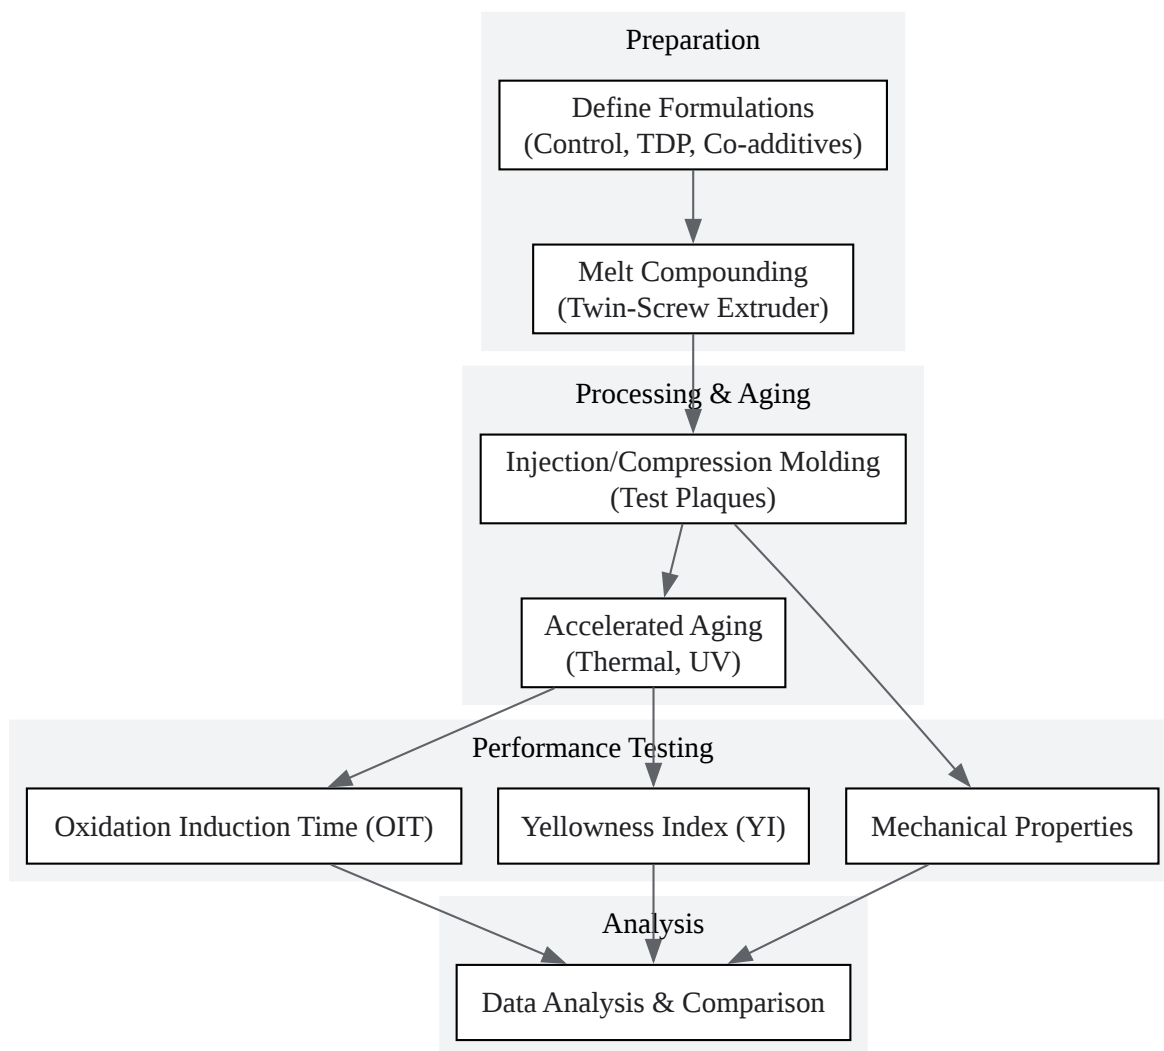 Preparation
Define Formulations
(Control, TDP, Co-additives)
Melt Compounding
(Twin-Screw Extruder)
Processing & Aging
Injection/Compression Molding
(Test Plaques)
Accelerated Aging
(Thermal, UV)
Performance Testing
Oxidation Induction Time (OIT)
Yellowness Index (YI)
Mechanical Properties
Analysis
Data Analysis & Comparison